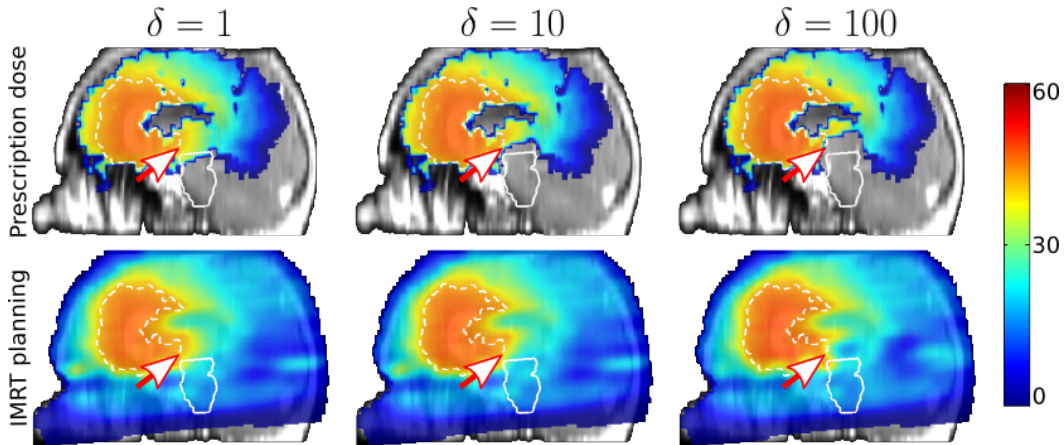 δ = 1
δ = 10
δ = 100
Prescription dose
IMRT planning
60
30
0